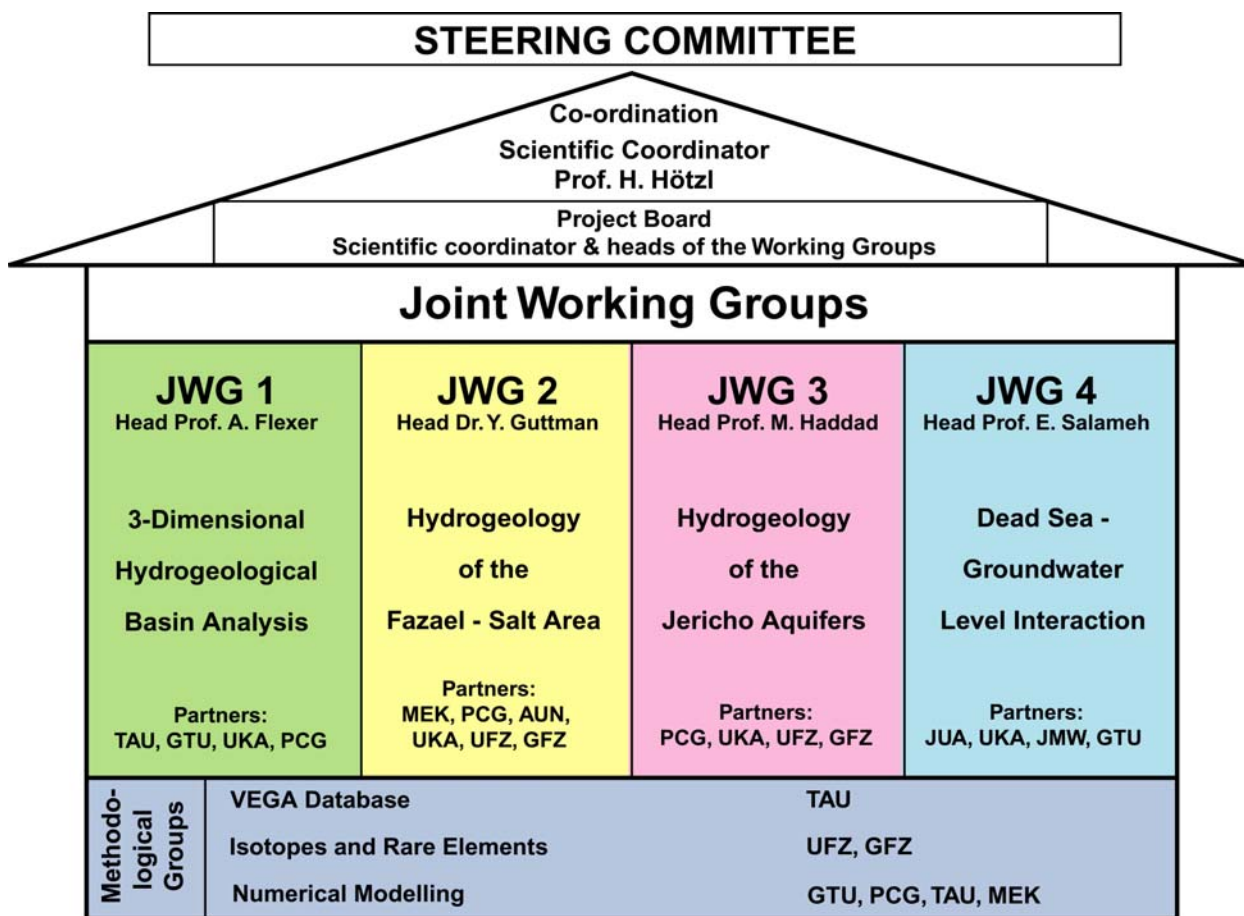 STEERING COMMITTEE
Co-ordination
Scientific Coordinator
Prof. H. Hötzl
Project Board
Scientific coordinator & heads of the Working Groups
Joint Working Groups
JWG 1
Head Prof. A. Flexer
3-Dimensional
Hydrogeological
Basin Analysis
Partners:
TAU, GTU, UKA, PCG
JWG 2
Head Dr. Y. Guttman
Hydrogeology
of the
Fazael - Salt Area
Partners:
MEK, PCG, AUN,
UKA, UFZ, GFZ
JWG 3
Head Prof. M. Haddad
Hydrogeology
of the
Jericho Aquifers
Partners:
PCG, UKA, UFZ, GFZ
JWG 4
Head Prof. E. Salameh
Dead Sea -
Groundwater
Level Interaction
Partners:
JUA, UKA, JMW, GTU
Methodo-
logical
Groups
VEGA Database TAU
Isotopes and Rare Elements UFZ, GFZ
Numerical Modelling GTU, PCG, TAU, MEK